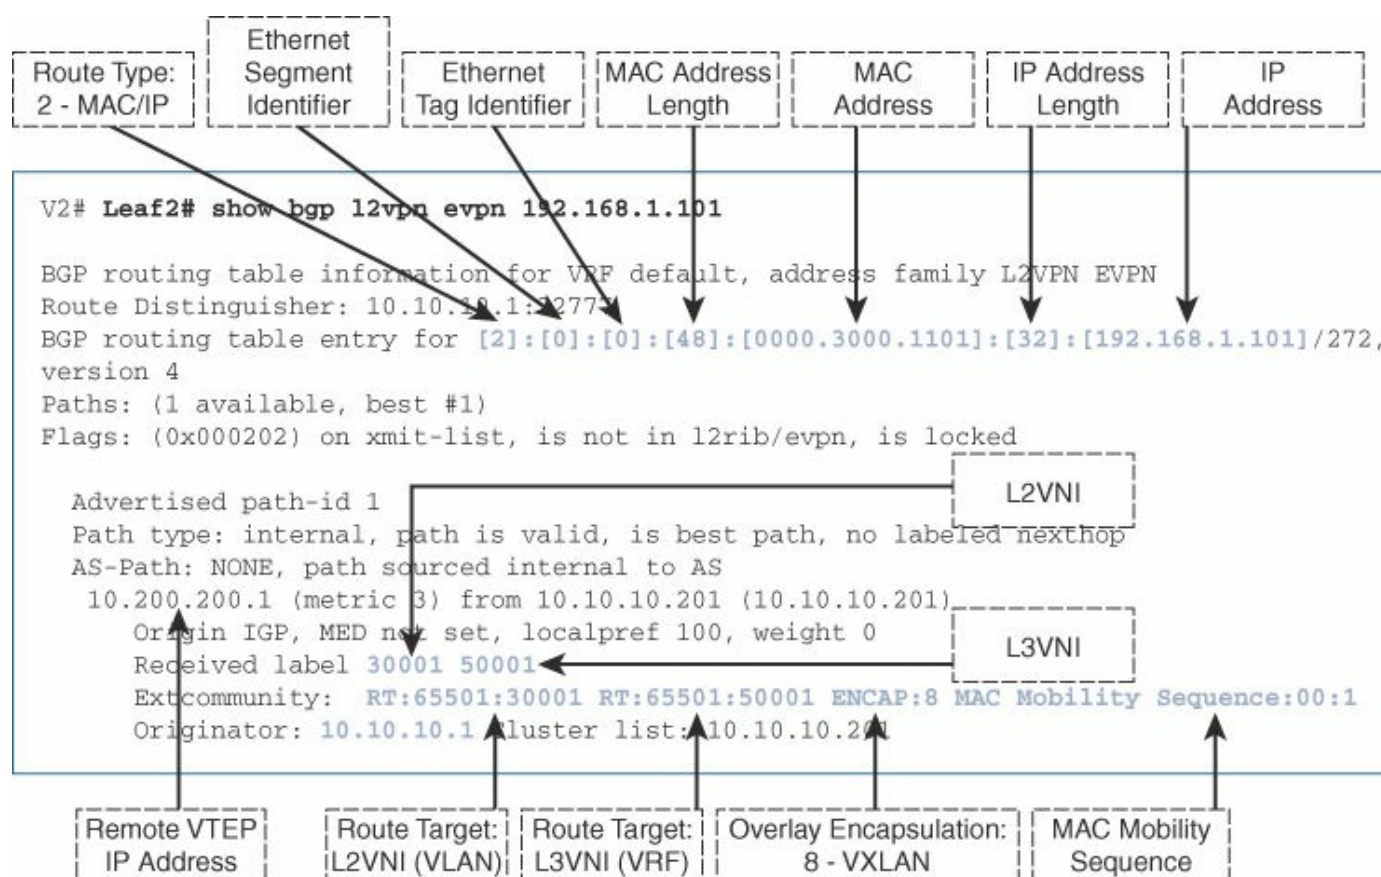 Route Type:
2 - MAC/IP
Ethernet
Segment
Identifier
Ethernet
Tag Identifier
MAC Address
Length
MAC
Address
IP Address
Length
IP
Address
V2# Leaf2# show bgp l2vpn evpn 192.168.1.101
BGP routing table information for VRF default, address family L2VPN EVPN
Route Distinguisher: 10.10.10.1:32777
BGP routing table entry for [2]:[0]:[0]:[48]:[0000.3000.1101]:[32]:[192.168.1.101]/272,
version 4
Paths: (1 available, best #1)
Flags: (0x000202) on xmit-list, is not in l2rib/evpn, is locked
L2VNI
Advertised path-id 1
Path type: internal, path is valid, is best path, no labeled nexthop
AS-Path: NONE, path sourced internal to AS
10.200.200.1 (metric 3) from 10.10.10.201 (10.10.10.201)
Origin IGP, MED not set, localpref 100, weight 0
L3VNI
Received label 30001 50001
Extcommunity: RT:65501:30001 RT:65501:50001 ENCAP:8 MAC Mobility Sequence:00:1
Originator: 10.10.10.1 Cluster list: 10.10.10.201
Remote VTEP
IP Address
Route Target:
L2VNI (VLAN)
Route Target:
L3VNI (VRF)
Overlay Encapsulation:
8 - VXLAN
MAC Mobility
Sequence